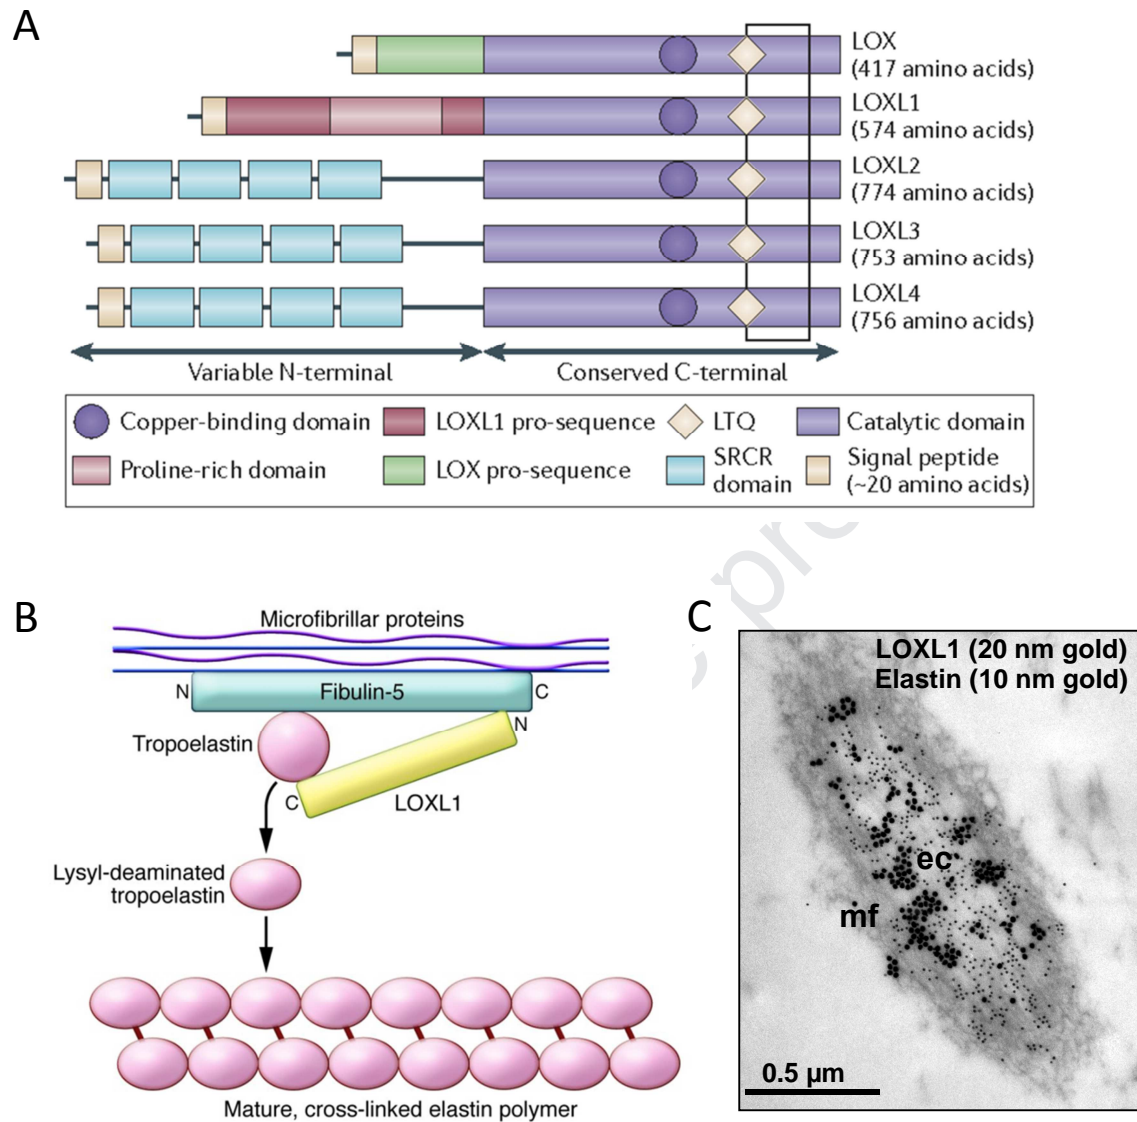 A
LOX
(417 amino acids)
LOXL1
(574 amino acids)
LOXL2
(774 amino acids)
LOXL3
(753 amino acids)
LOXL4
(756 amino acids)
Variable N-terminal
Conserved C-terminal
Copper-binding domain
LOXL1 pro-sequence
LTQ
Catalytic domain
Proline-rich domain
LOX pro-sequence
SRCR
domain
Signal peptide
(~20 amino acids)
B
Microfibrillar proteins
N
Fibulin-5
C
Tropoelastin
N
C
LOXL1
Lysyl-deaminated
tropoelastin
Mature, cross-linked elastin polymer
C
LOXL1 (20 nm gold)
Elastin (10 nm gold)
ec
mf
0.5 µm